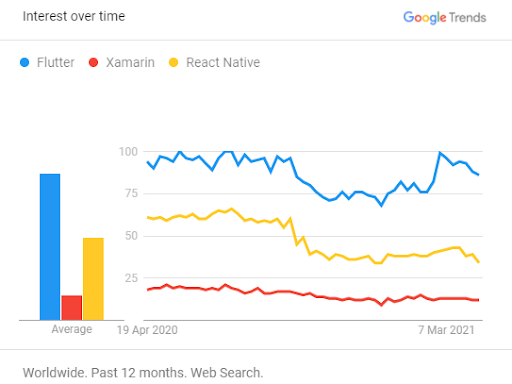 Interest over time
Google Trends
Flutter Xamarin React Native
100
75
50
25
Average 19 Apr 2020 7 Mar 2021
Worldwide. Past 12 months. Web Search.